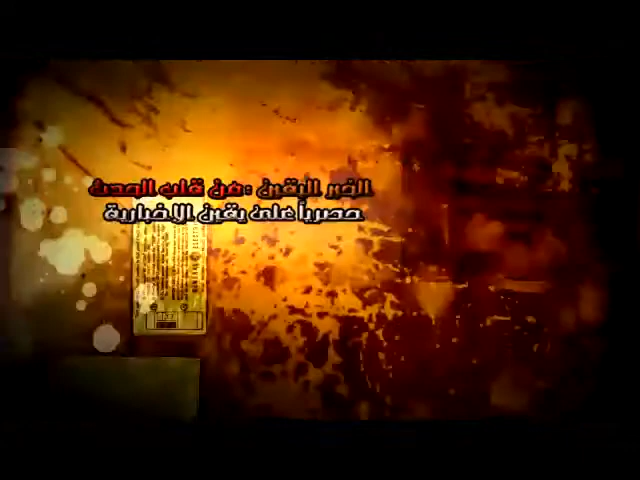 الخبر اليقين : من قلب الحدث
حصرياً على يقين الإخبارية